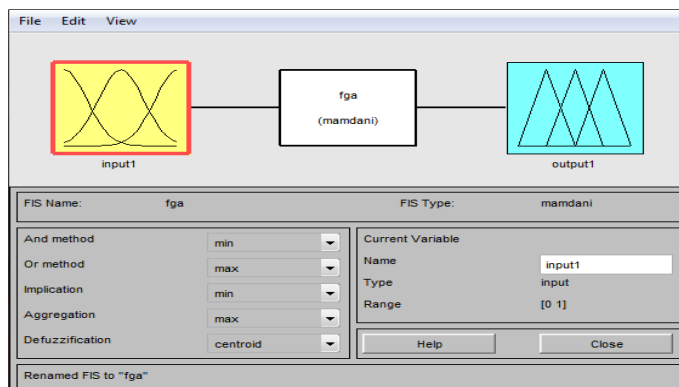 File Edit View
fga
(mamdani)
input1
output1
FIS Name: fga
FIS Type: mamdani
And method min
Or method max
Implication min
Aggregation max
Defuzzification centroid
Current Variable
Name input1
Type input
Range [0 1]
Help Close
Renamed FIS to "fga"